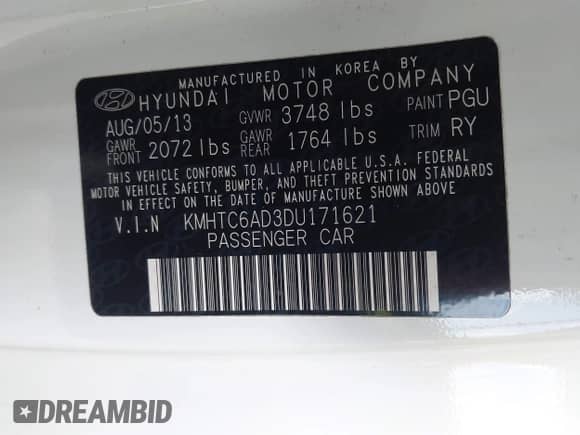 MANUFACTURED IN KOREA BY
HYUNDAI MOTOR COMPANY
AUG/05/13 GVWR 3748 lbs PAINT PGU
GAWR FRONT 2072 lbs GAWR REAR 1764 lbs TRIM RY
THIS VEHICLE CONFORMS TO ALL APPLICABLE U.S.A. FEDERAL
MOTOR VEHICLE SAFETY, BUMPER, AND THEFT PREVENTION STANDARDS
IN EFFECT ON THE DATE OF MANUFACTURE SHOWN ABOVE.
V.I.N KMHTC6AD3DU171621
PASSENGER CAR
DREAMBID
DREAMBID.COM